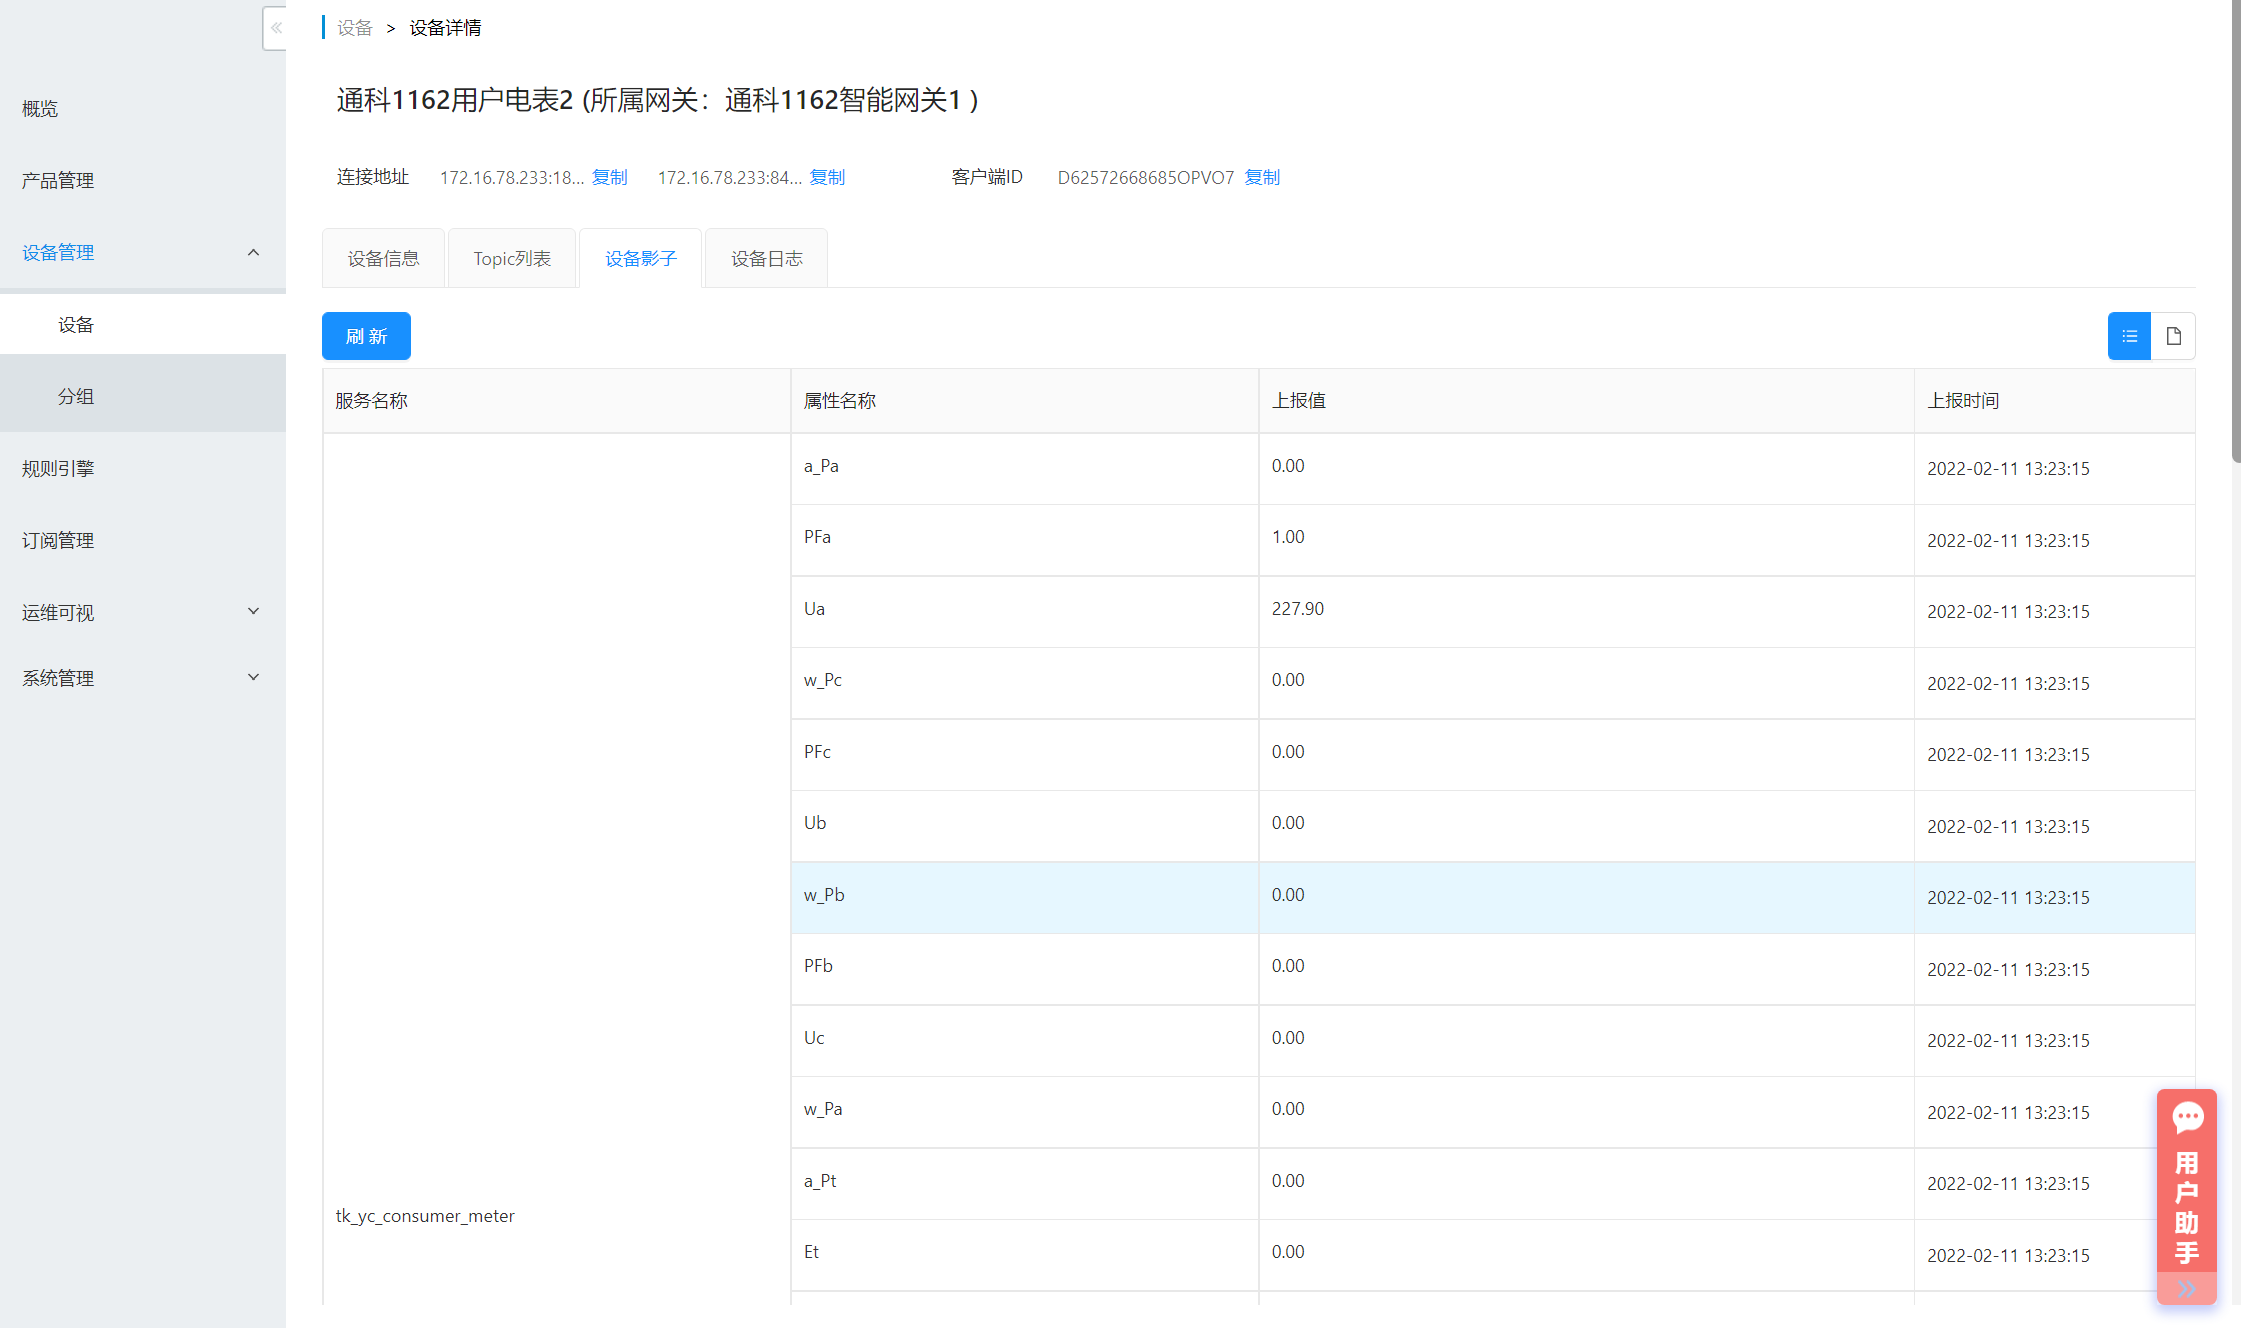 设备 > 设备详情
概览
产品管理
设备管理
设备
分组
规则引擎
订阅管理
运维可视
系统管理
通科1162用户电表2 (所属网关：通科1162智能网关1 )
连接地址 172.16.78.233:18... 复制 172.16.78.233:84... 复制 客户端ID D62572668685OPVO7 复制
设备信息 Topic列表 设备影子 设备日志
刷 新
服务名称 属性名称 上报值 上报时间
a_Pa 0.00 2022-02-11 13:23:15
PFa 1.00 2022-02-11 13:23:15
Ua 227.90 2022-02-11 13:23:15
w_Pc 0.00 2022-02-11 13:23:15
PFc 0.00 2022-02-11 13:23:15
Ub 0.00 2022-02-11 13:23:15
w_Pb 0.00 2022-02-11 13:23:15
PFb 0.00 2022-02-11 13:23:15
Uc 0.00 2022-02-11 13:23:15
w_Pa 0.00 2022-02-11 13:23:15
a_Pt 0.00 2022-02-11 13:23:15
tk_yc_consumer_meter
Et 0.00 2022-02-11 13:23:15
用户助手